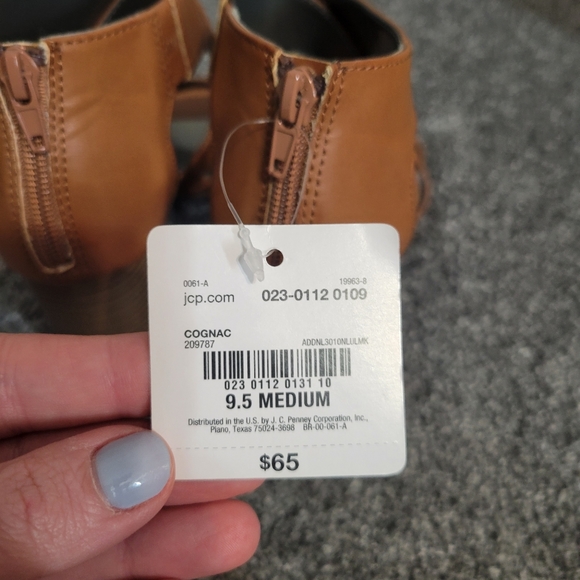 0061-A 19963-8
jcp.com 023-0112 0109
COGNAC
209787 ADDNL3010NLULMK
023 0112 0131 10
9.5 MEDIUM
Distributed in the U.S. by J. C. Penney Corporation, Inc.,
Plano, Texas 75024-3698 BR-00-061-A
$65